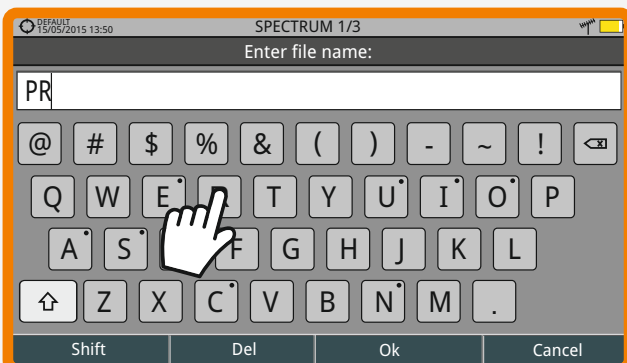 DEFAULT
15/05/2015 13:50
SPECTRUM 1/3
Enter file name:
PR
@ # $ % & ( ) - ~ !
Q W E R T Y U I O P
A S F G H J K L
Z X C V B N M .
Shift Del Ok Cancel